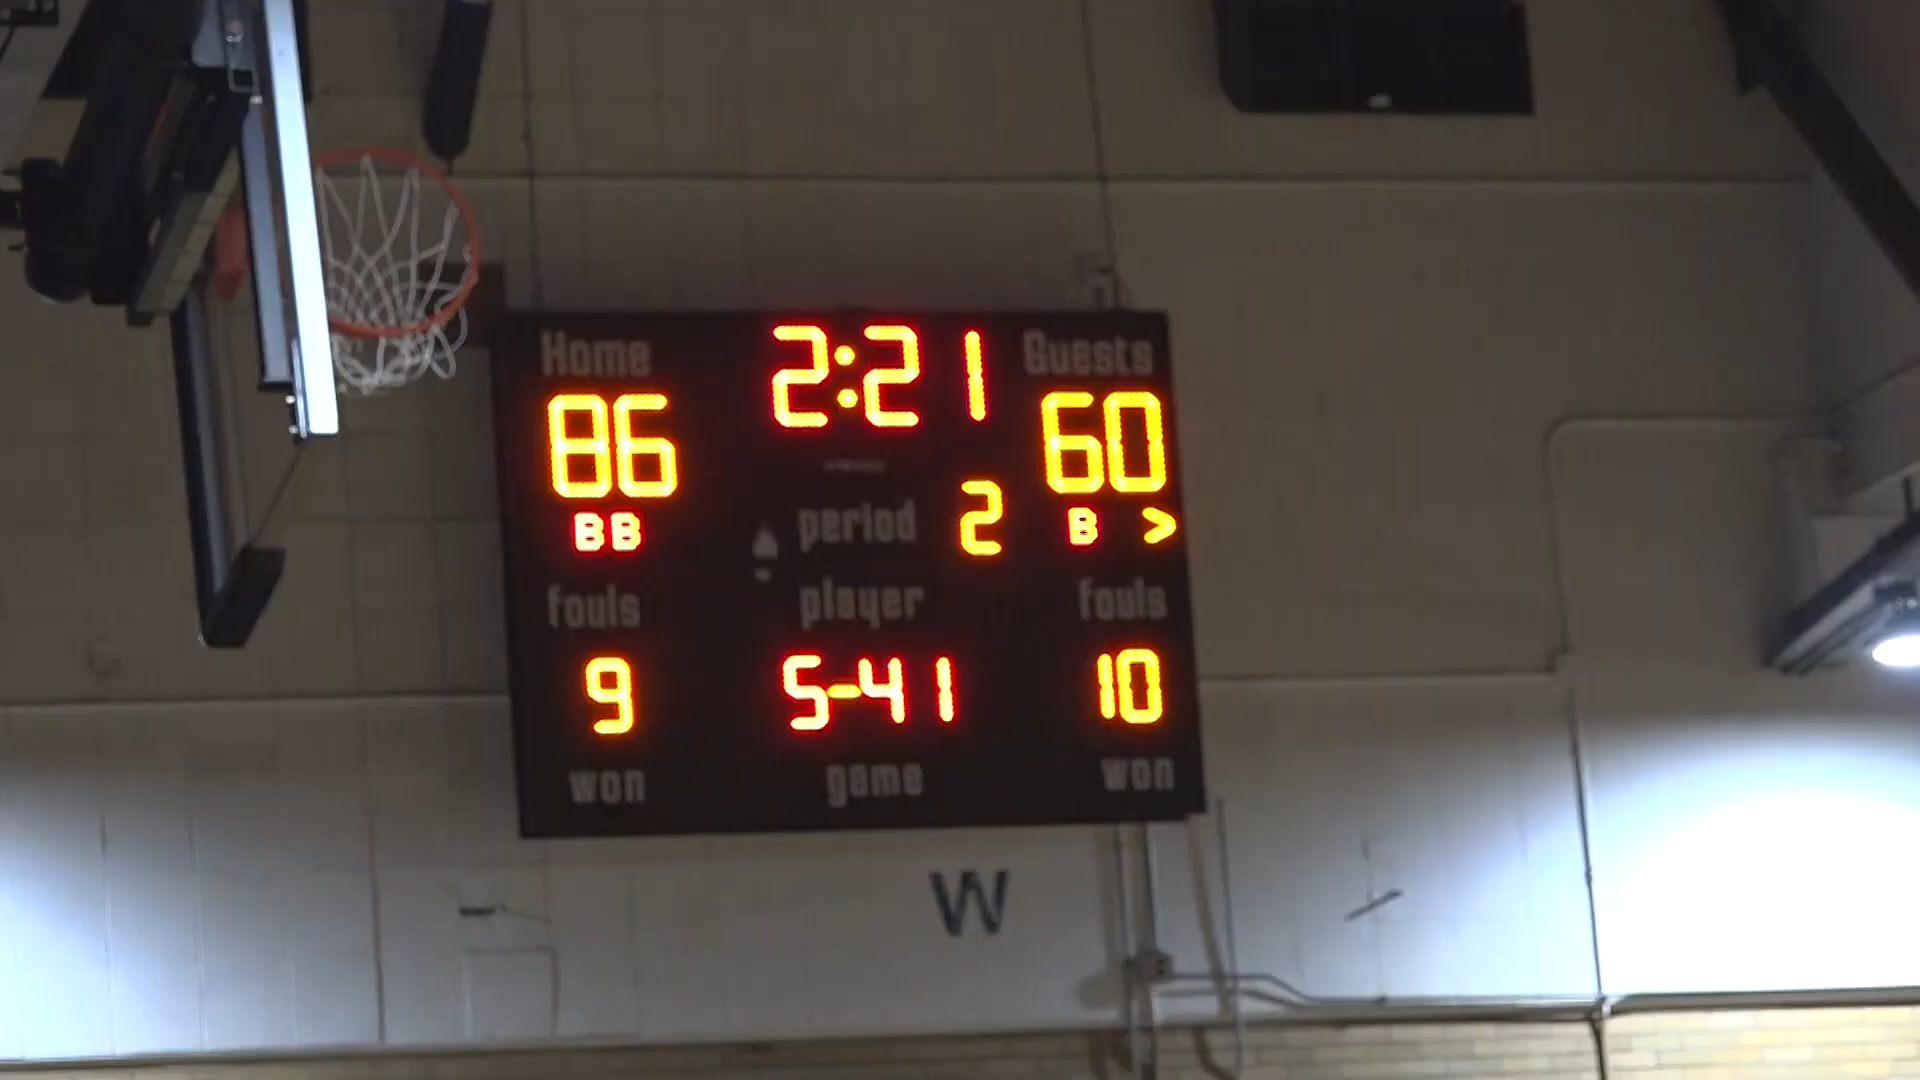 Home 2:21 Guests
86 60
BB period 2 B >
fouls player fouls
9 5-41 10
won game won
W